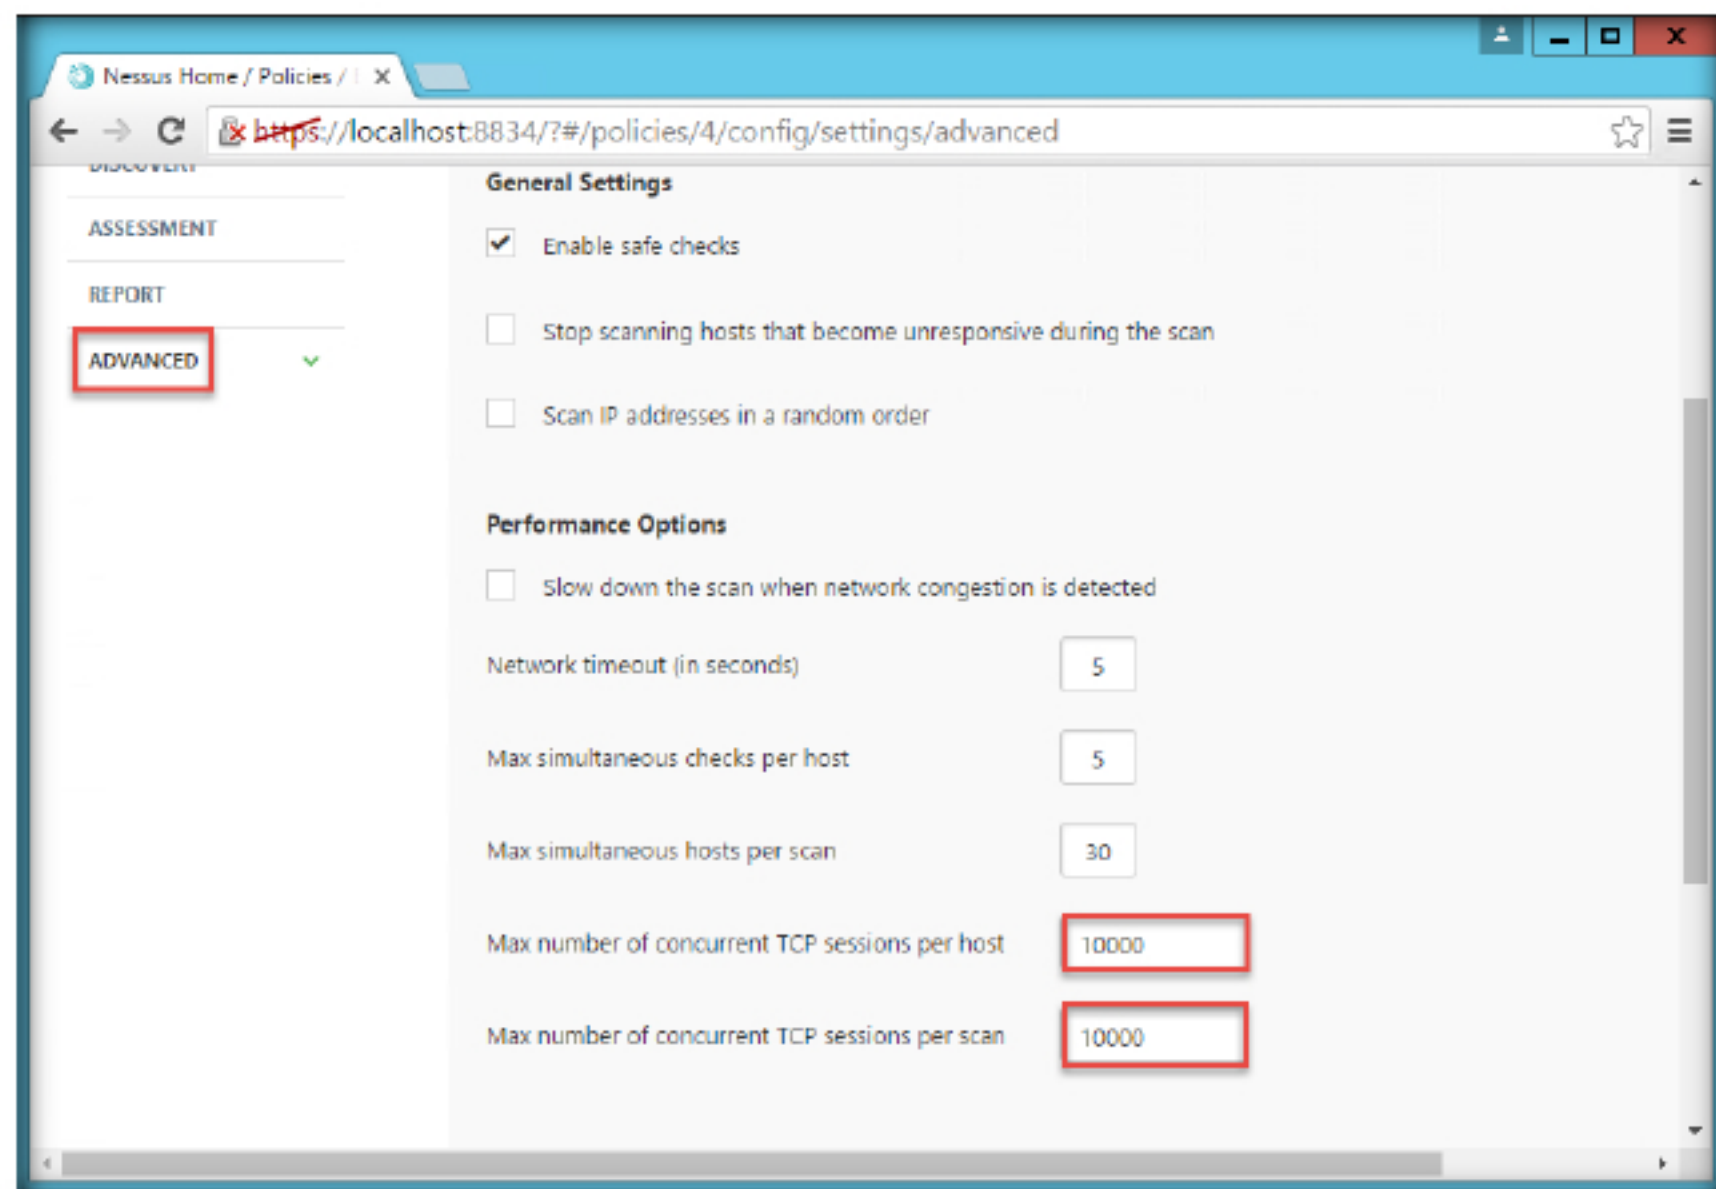 Nessus Home / Policies /
https://localhost:8834/?#/policies/4/config/settings/advanced
DISCOVERY
General Settings
ASSESSMENT
Enable safe checks
REPORT
Stop scanning hosts that become unresponsive during the scan
ADVANCED
Scan IP addresses in a random order
Performance Options
Slow down the scan when network congestion is detected
Network timeout (in seconds) 5
Max simultaneous checks per host 5
Max simultaneous hosts per scan 30
Max number of concurrent TCP sessions per host 10000
Max number of concurrent TCP sessions per scan 10000